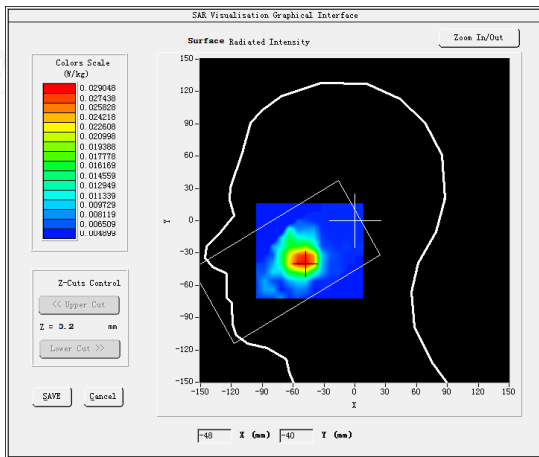 SAR Visualisation Graphical Interface
Surface Radiated Intensity
Zoom In/Out
Colors Scale
(W/kg)
0.029048
0.027438
0.025828
0.024218
0.022608
0.020998
0.019388
0.017778
0.016169
0.014559
0.012949
0.011339
0.009729
0.008119
0.006509
0.004899
Z-Cuts Control
<< Upper Cut
Z = 0.2 mm
Lower Cut >>
SAVE
Cancel
150
120
90
60
30
0
-30
-60
-90
-120
-150
Y
-150 -120 -90 -60 -30 0 30 60 90 120 150
X
-48 X (mm) -40 Y (mm)